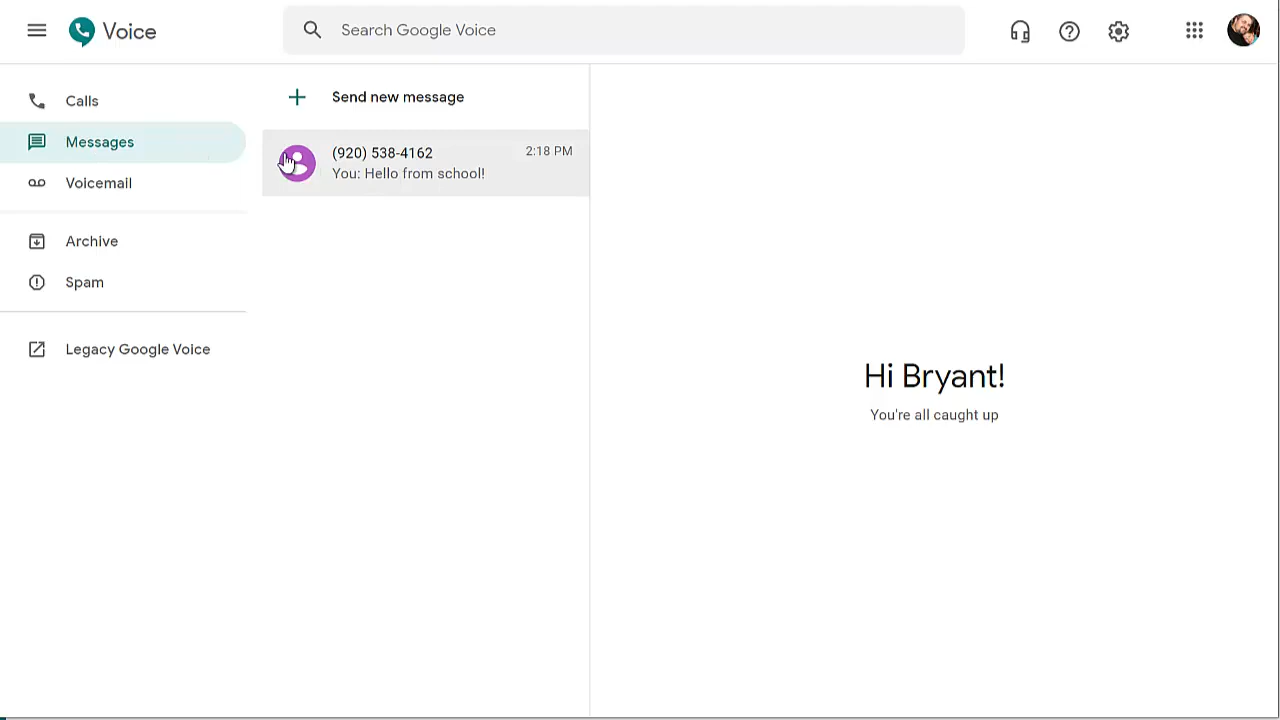 Voice
Search Google Voice
Calls
Messages
Voicemail
Archive
Spam
Legacy Google Voice
Send new message
(920) 538-4162
2:18 PM
You: Hello from school!
Hi Bryant!
You're all caught up